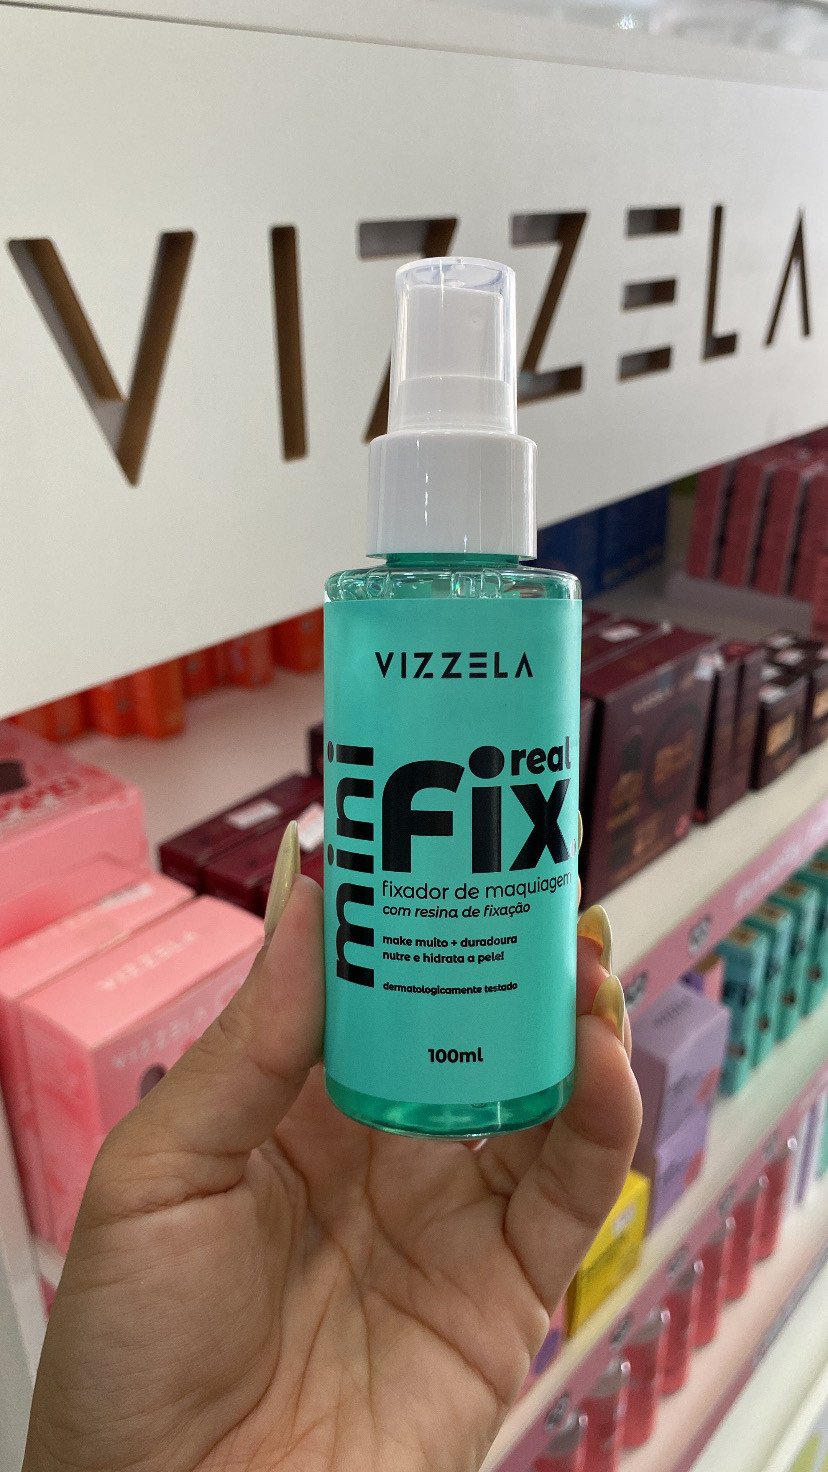 VIZZELA
VIZZELA
mini
real
Fix
fixador de maquiagem
com resina de fixação
make muito + duradoura
nutre e hidrata a pele!
dermatologicamente testado
100ml
VIZZELA